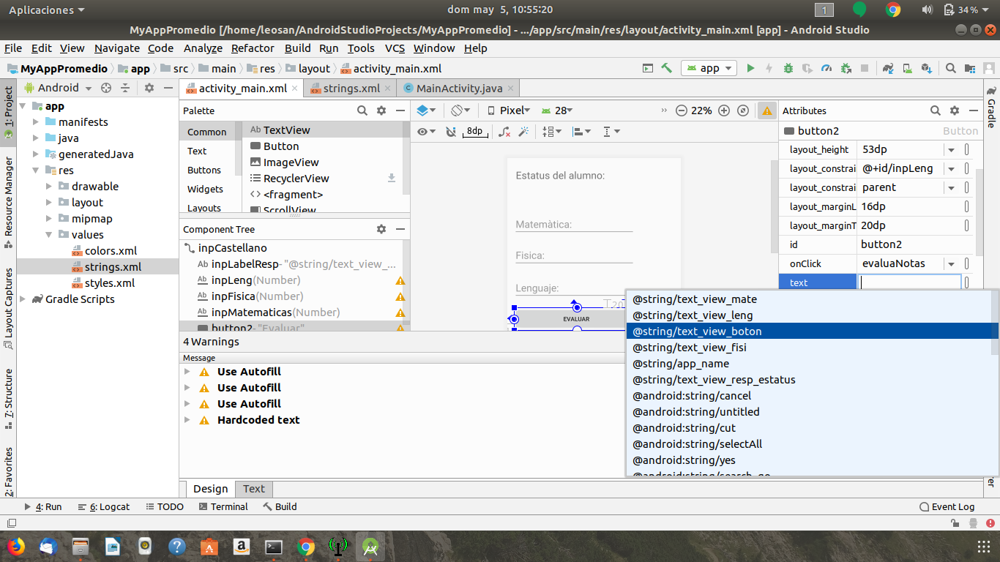 Aplicaciones
dom may 5, 10:55:20
1
34 %
MyAppPromedio [/home/leosan/AndroidStudioProjects/MyAppPromedio] - .../app/src/main/res/layout/activity_main.xml [app] - Android Studio
File Edit View Navigate Code Analyze Refactor Build Run Tools VCS Window Help
MyAppPromedio app src main res layout activity_main.xml
app
1: Project
Resource Manager
Layout Captures
7: Structure
2: Favorites
Android
app
manifests
java
generatedJava
res
drawable
layout
mipmap
values
colors.xml
strings.xml
styles.xml
Gradle Scripts
activity_main.xml
strings.xml
MainActivity.java
Palette
Common
Text
Buttons
Widgets
Layouts
Ab TextView
Button
ImageView
RecyclerView
<> <fragment>
ScrollView
Component Tree
inpCastellano
Ab inpLabelResp- "@string/text_view_...
Ab inpLeng(Number)
Ab inpFisica(Number)
Ab inpMatematicas(Number)
button2- "Evaluar"
Pixel
28
22%
8dp
Estatus del alumno:
Matemàtica:
Fisica:
Lenguaje:
EVALUAR
Attributes
button2 Button
layout_height 53dp
layout_constrai @+id/inpLeng
layout_constrai parent
layout_marginL 16dp
layout_marginT 20dp
id button2
onClick evaluaNotas
text
@string/text_view_mate
@string/text_view_leng
@string/text_view_boton
@string/text_view_fisi
@string/app_name
@string/text_view_resp_estatus
@android:string/cancel
@android:string/untitled
@android:string/cut
@android:string/selectAll
@android:string/yes
@android:string/search_go
Gradle
4 Warnings
Message
Use Autofill
Use Autofill
Use Autofill
Hardcoded text
Design Text
4: Run 6: Logcat TODO Terminal Build
Event Log